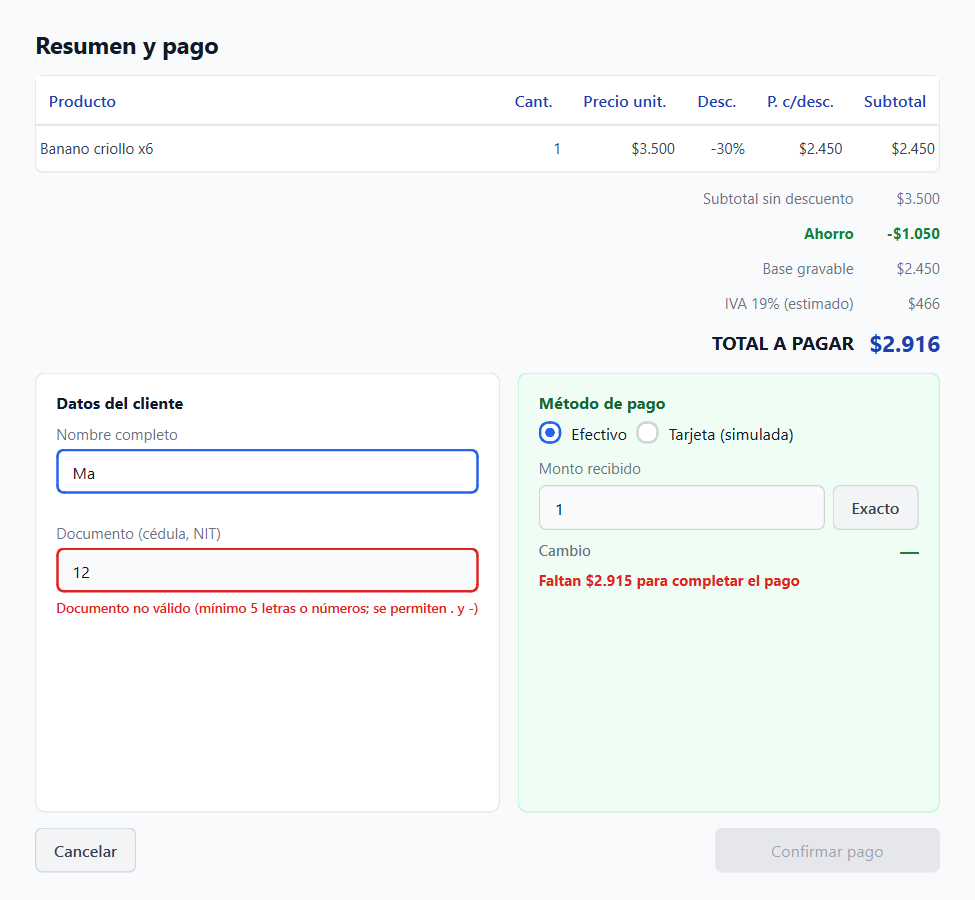 Resumen y pago
Producto Cant. Precio unit. Desc. P. c/desc. Subtotal
Banano criollo x6 1 $3.500 -30% $2.450 $2.450
Subtotal sin descuento $3.500
Ahorro -$1.050
Base gravable $2.450
IVA 19% (estimado) $466
TOTAL A PAGAR $2.916
Datos del cliente
Nombre completo
Ma
Documento (cédula, NIT)
12
Documento no válido (mínimo 5 letras o números; se permiten . y -)
Método de pago
Efectivo Tarjeta (simulada)
Monto recibido
1 Exacto
Cambio —
Faltan $2.915 para completar el pago
Cancelar Confirmar pago